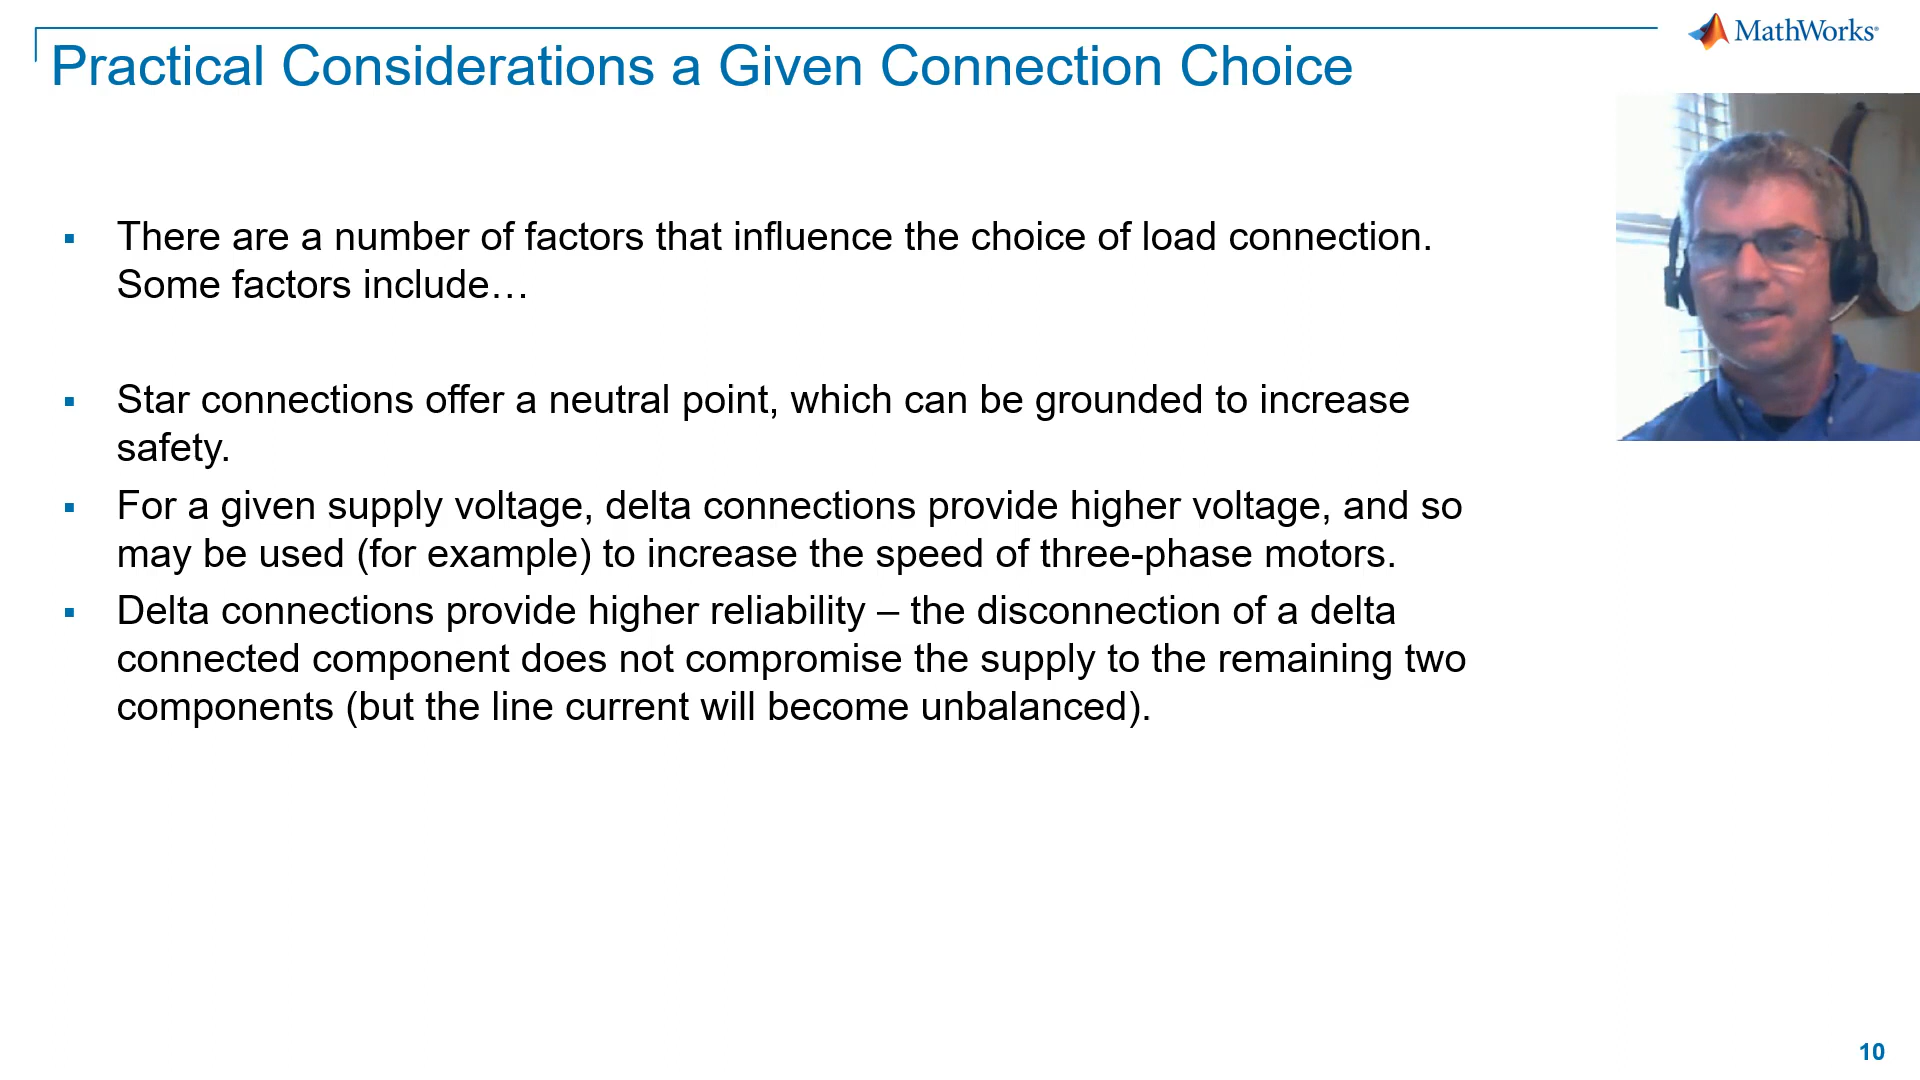 MathWorks®
Practical Considerations a Given Connection Choice
There are a number of factors that influence the choice of load connection.
Some factors include…
Star connections offer a neutral point, which can be grounded to increase
safety.
For a given supply voltage, delta connections provide higher voltage, and so
may be used (for example) to increase the speed of three-phase motors.
Delta connections provide higher reliability – the disconnection of a delta
connected component does not compromise the supply to the remaining two
components (but the line current will become unbalanced).
10